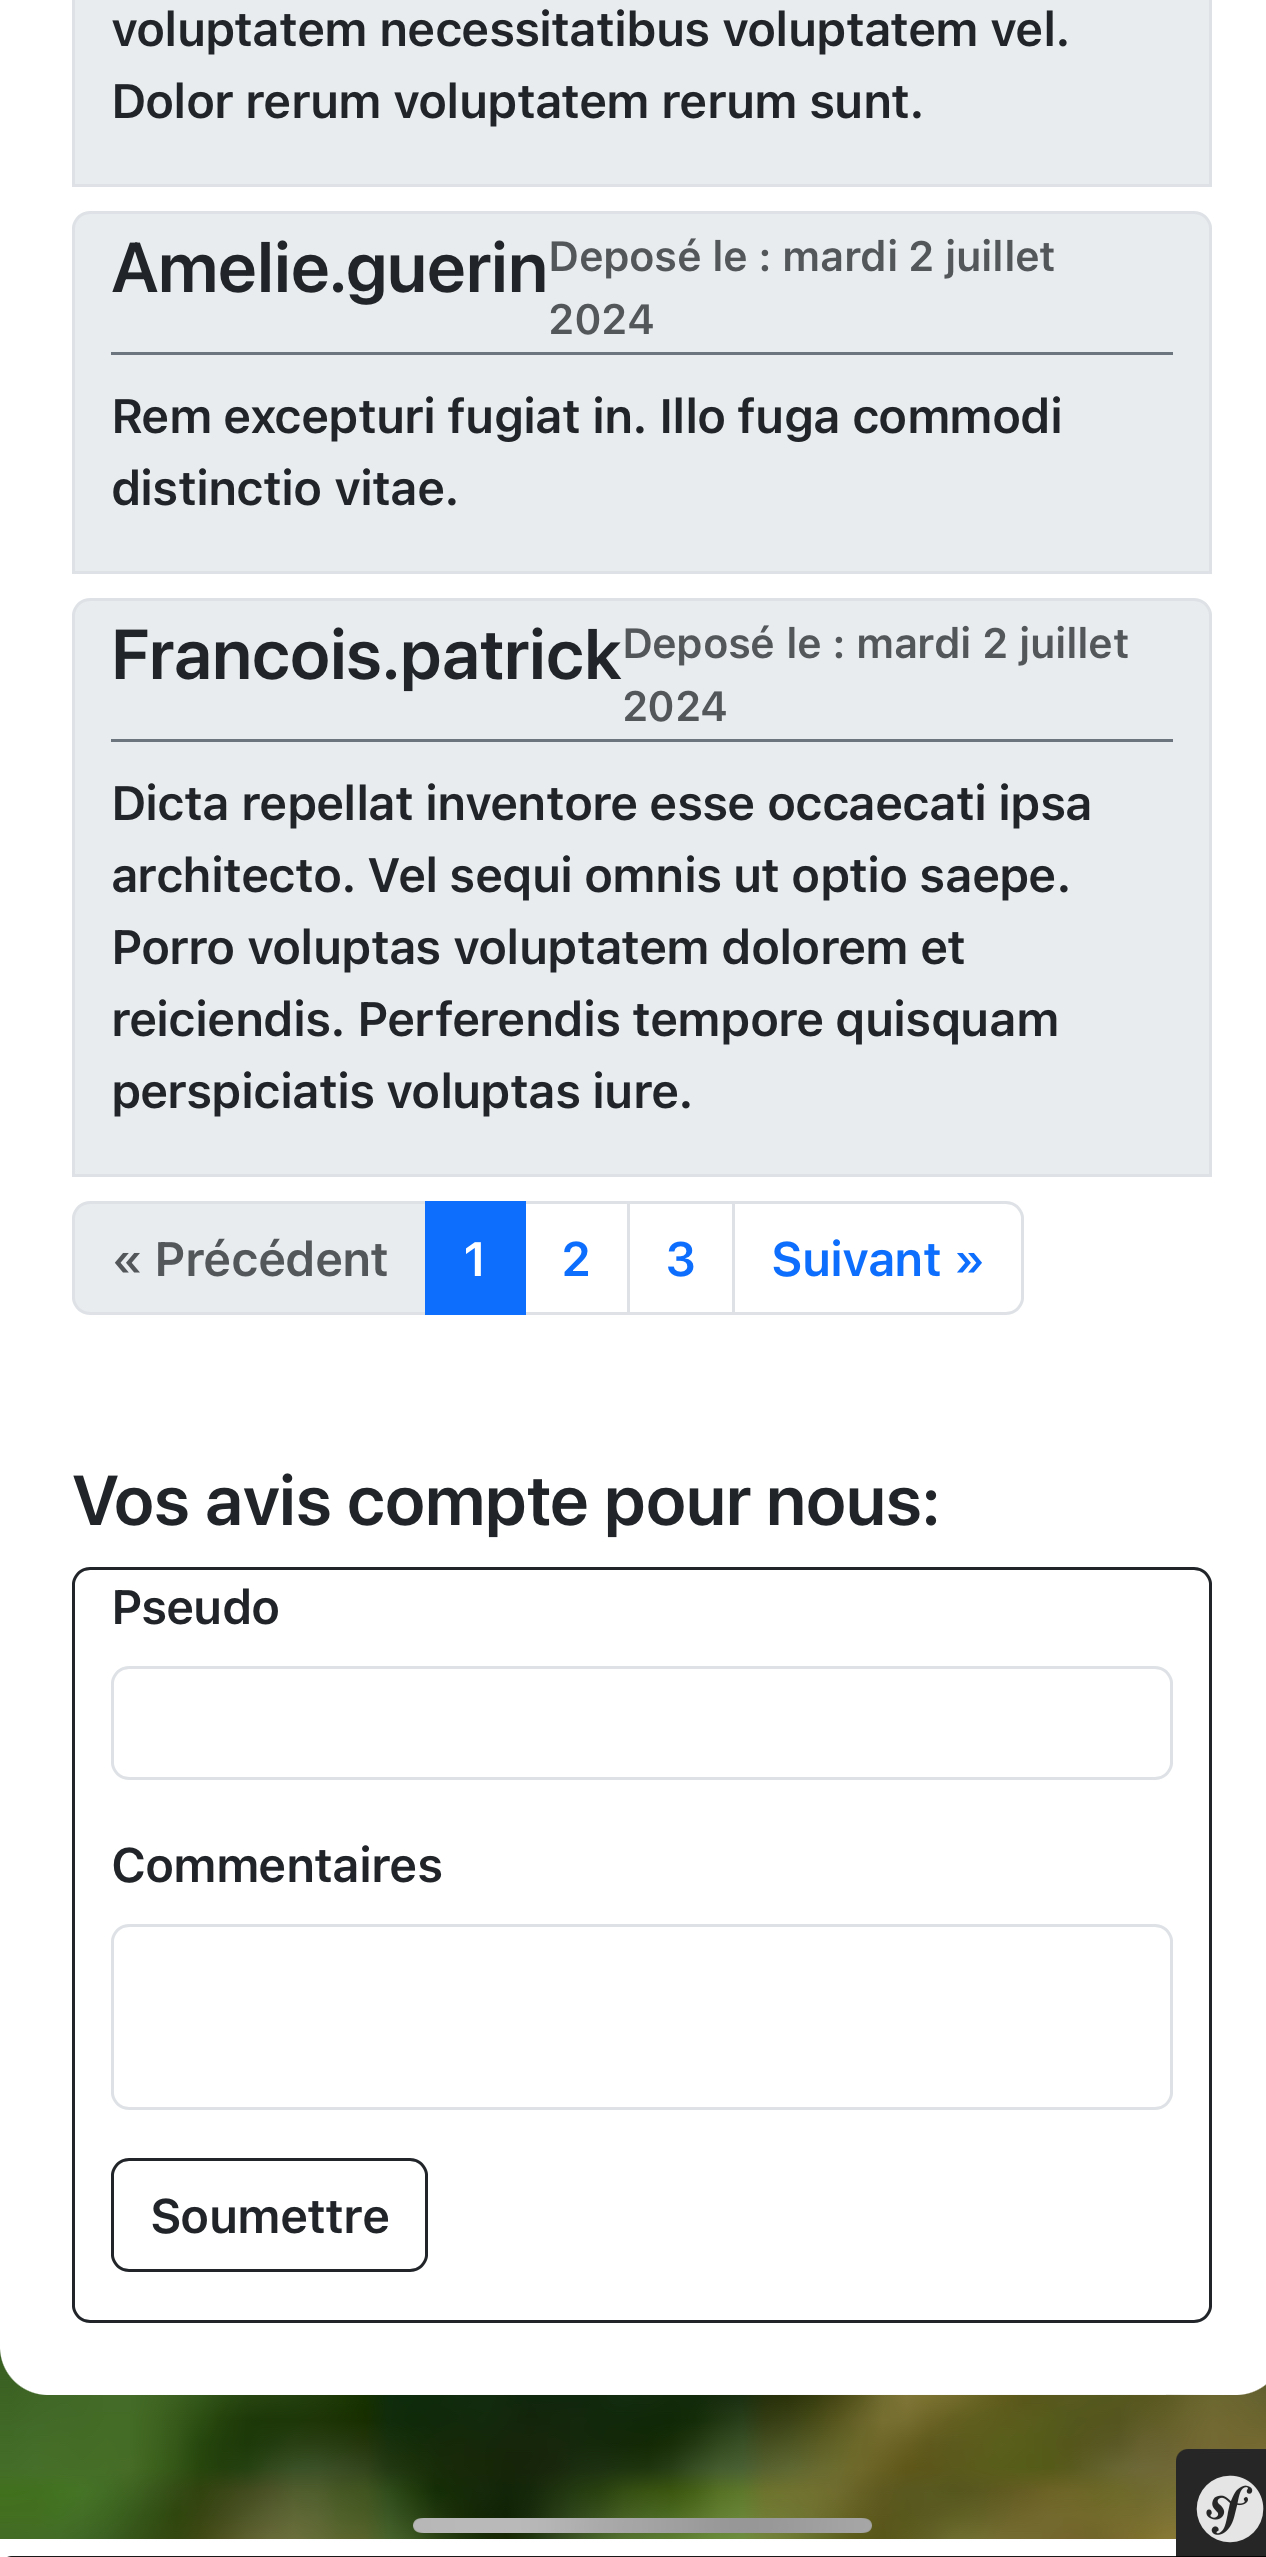 voluptatem necessitatibus voluptatem vel.
Dolor rerum voluptatem rerum sunt.
Amelie.guerin Deposé le : mardi 2 juillet
2024
Rem excepturi fugiat in. Illo fuga commodi
distinctio vitae.
Francois.patrick Deposé le : mardi 2 juillet
2024
Dicta repellat inventore esse occaecati ipsa
architecto. Vel sequi omnis ut optio saepe.
Porro voluptas voluptatem dolorem et
reiciendis. Perferendis tempore quisquam
perspiciatis voluptas iure.
« Précédent 1 2 3 Suivant »
Vos avis compte pour nous:
Pseudo
Commentaires
Soumettre
sf